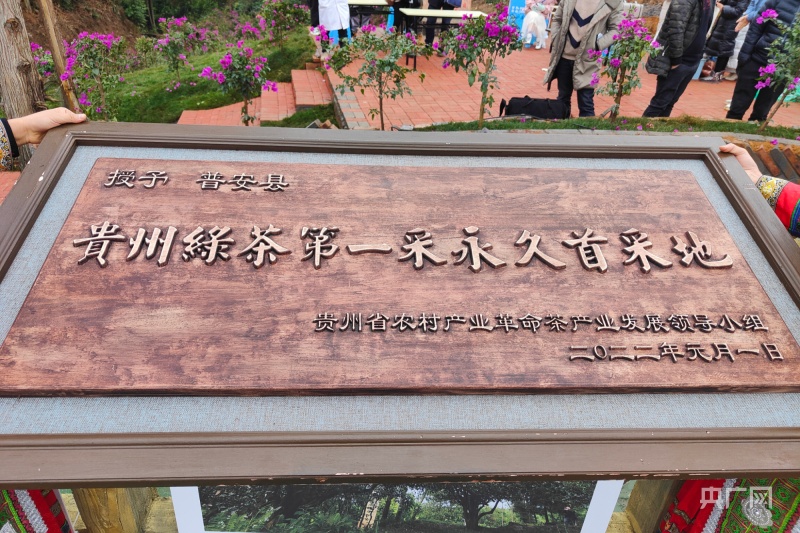 授予 普安县
貴州綠茶第一采永久首采地
贵州省农村产业革命茶产业发展领导小组
二〇二二年元月一日
央广网